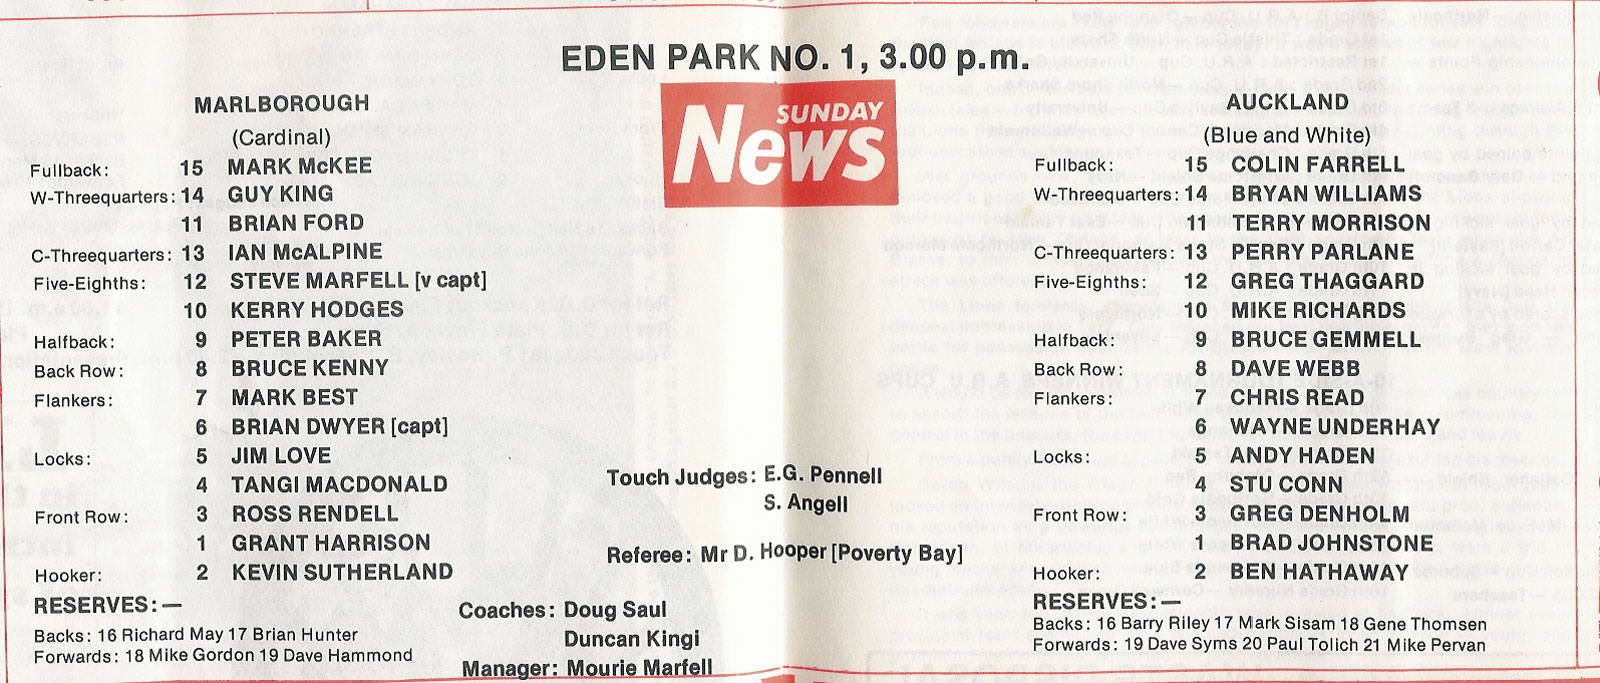 EDEN PARK NO. 1, 3.00 p.m.
SUNDAY
News
MARLBOROUGH
(Cardinal)
Fullback: 15 MARK McKEE
W-Threequarters: 14 GUY KING
11 BRIAN FORD
C-Threequarters: 13 IAN McALPINE
Five-Eighths: 12 STEVE MARFELL [v capt]
10 KERRY HODGES
Halfback: 9 PETER BAKER
Back Row: 8 BRUCE KENNY
Flankers: 7 MARK BEST
6 BRIAN DWYER [capt]
Locks: 5 JIM LOVE
4 TANGI MACDONALD
Front Row: 3 ROSS RENDELL
1 GRANT HARRISON
Hooker: 2 KEVIN SUTHERLAND
RESERVES:—
Backs: 16 Richard May 17 Brian Hunter
Forwards: 18 Mike Gordon 19 Dave Hammond
Touch Judges: E.G. Pennell
S. Angell
Referee: Mr D. Hooper [Poverty Bay]
Coaches: Doug Saul
Duncan Kingi
Manager: Mourie Marfell
AUCKLAND
(Blue and White)
Fullback: 15 COLIN FARRELL
W-Threequarters: 14 BRYAN WILLIAMS
11 TERRY MORRISON
C-Threequarters: 13 PERRY PARLANE
Five-Eighths: 12 GREG THAGGARD
10 MIKE RICHARDS
Halfback: 9 BRUCE GEMMELL
Back Row: 8 DAVE WEBB
Flankers: 7 CHRIS READ
6 WAYNE UNDERHAY
Locks: 5 ANDY HADEN
4 STU CONN
Front Row: 3 GREG DENHOLM
1 BRAD JOHNSTONE
Hooker: 2 BEN HATHAWAY
RESERVES:—
Backs: 16 Barry Riley 17 Mark Sisam 18 Gene Thomsen
Forwards: 19 Dave Syms 20 Paul Tolich 21 Mike Pervan